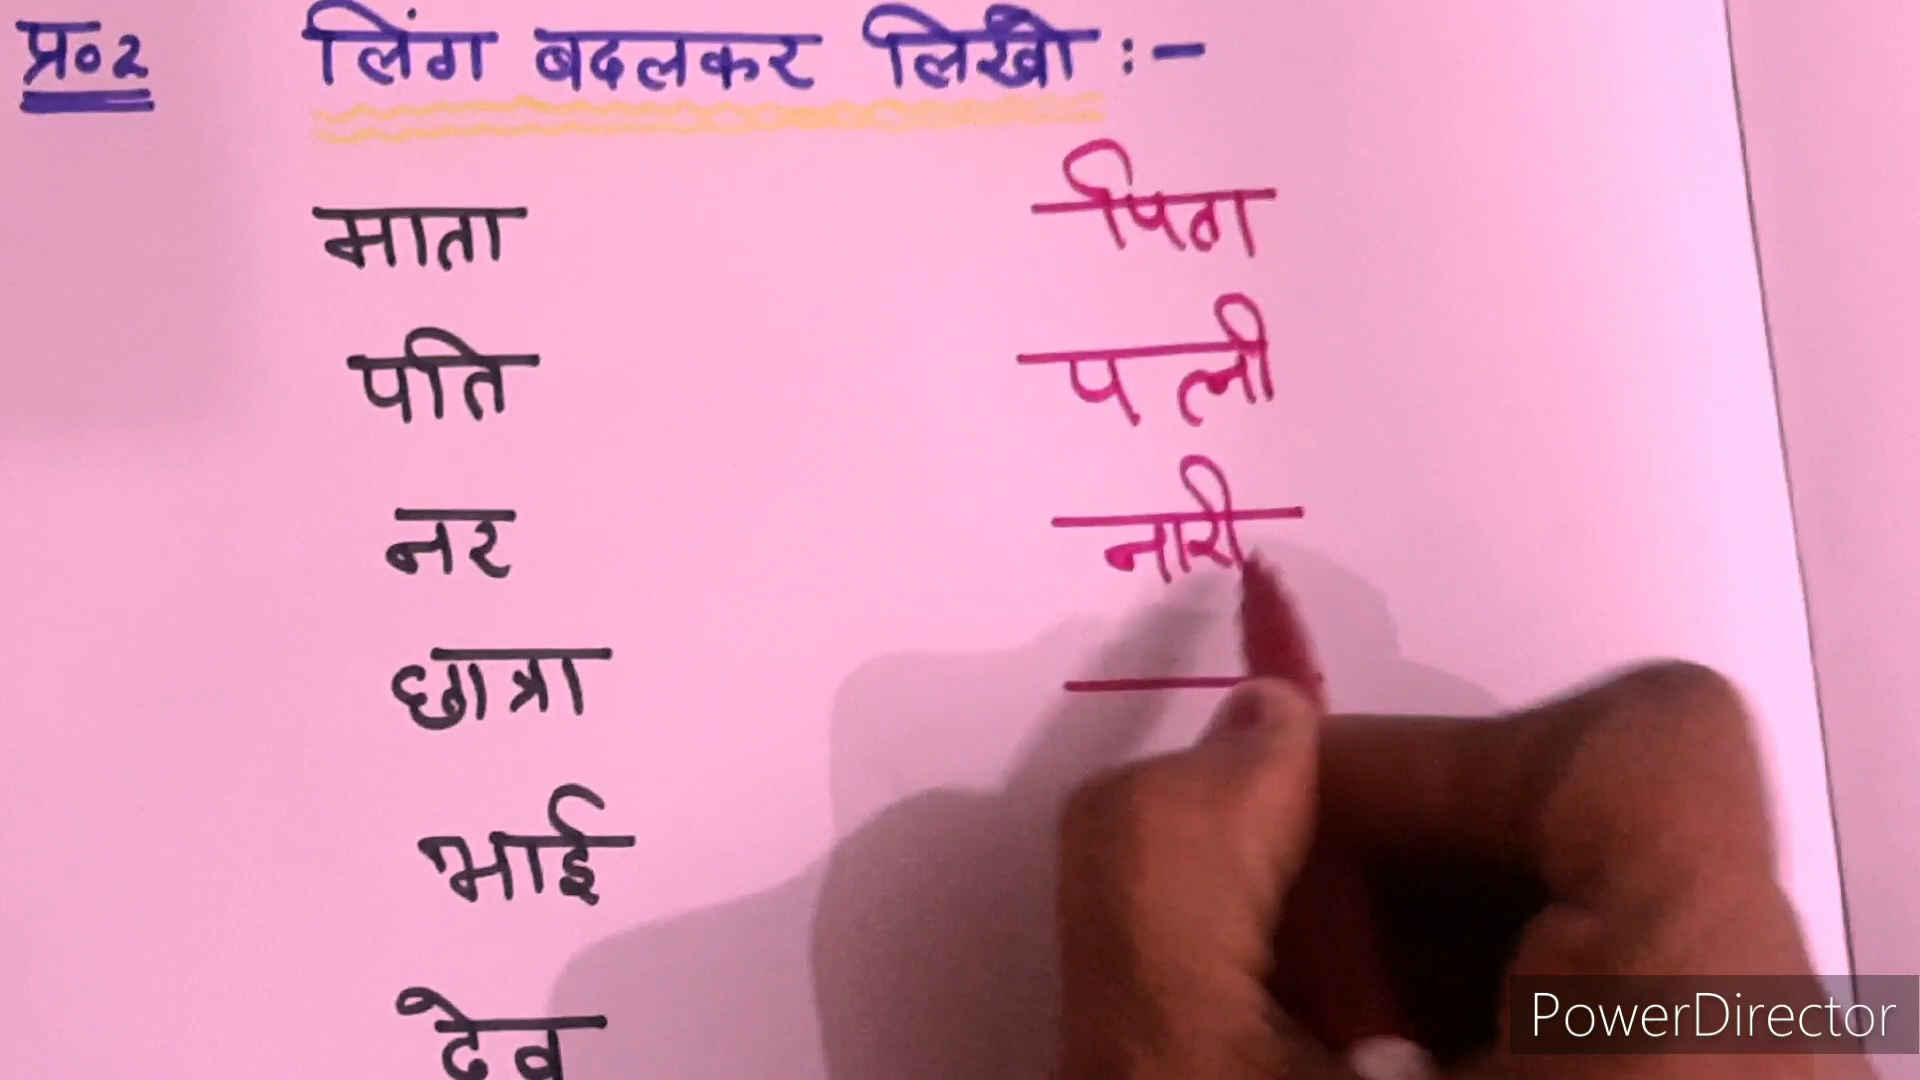 प्र०2 लिंग बदलकर लिखो :-
माता पिता
पति पत्नी
नर नारी
छात्रा
भाई
देव
PowerDirector